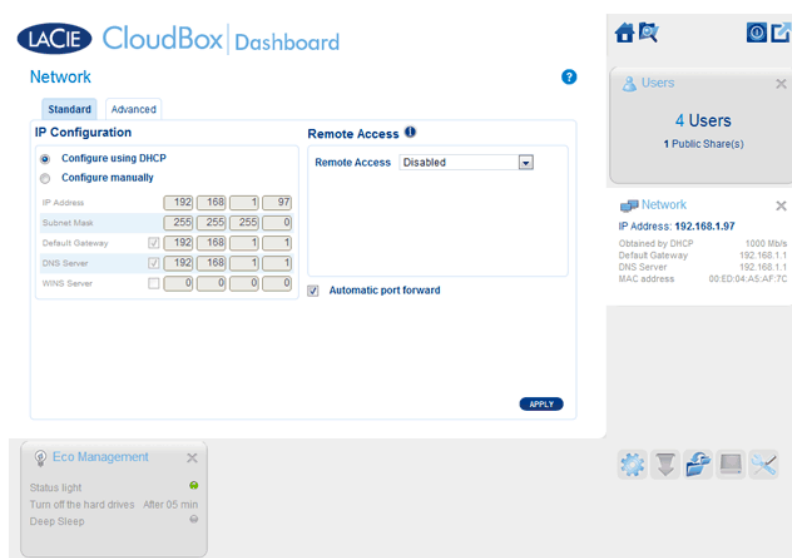 LACIE CloudBox Dashboard
Network
?
Standard Advanced
IP Configuration
Configure using DHCP
Configure manually
IP Address 192 168 1 97
Subnet Mask 255 255 255 0
Default Gateway 192 168 1 1
DNS Server 192 168 1 1
WINS Server 0 0 0 0
Remote Access
Remote Access Disabled
Automatic port forward
APPLY
Users
4 Users
1 Public Share(s)
Network
IP Address: 192.168.1.97
Obtained by DHCP 1000 Mb/s
Default Gateway 192.168.1.1
DNS Server 192.168.1.1
MAC address 00:ED:04:A5:AF:7C
Eco Management
Status light
Turn off the hard drives After 05 min
Deep Sleep